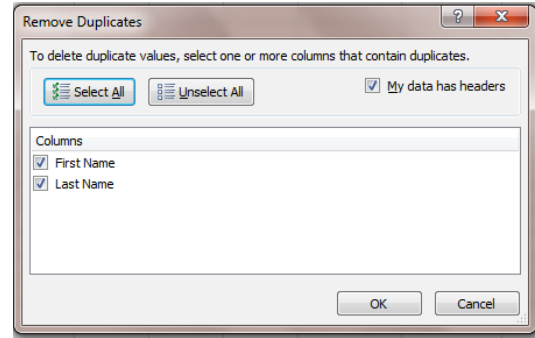 Remove Duplicates
To delete duplicate values, select one or more columns that contain duplicates.
Select All Unselect All My data has headers
Columns
First Name
Last Name
OK Cancel